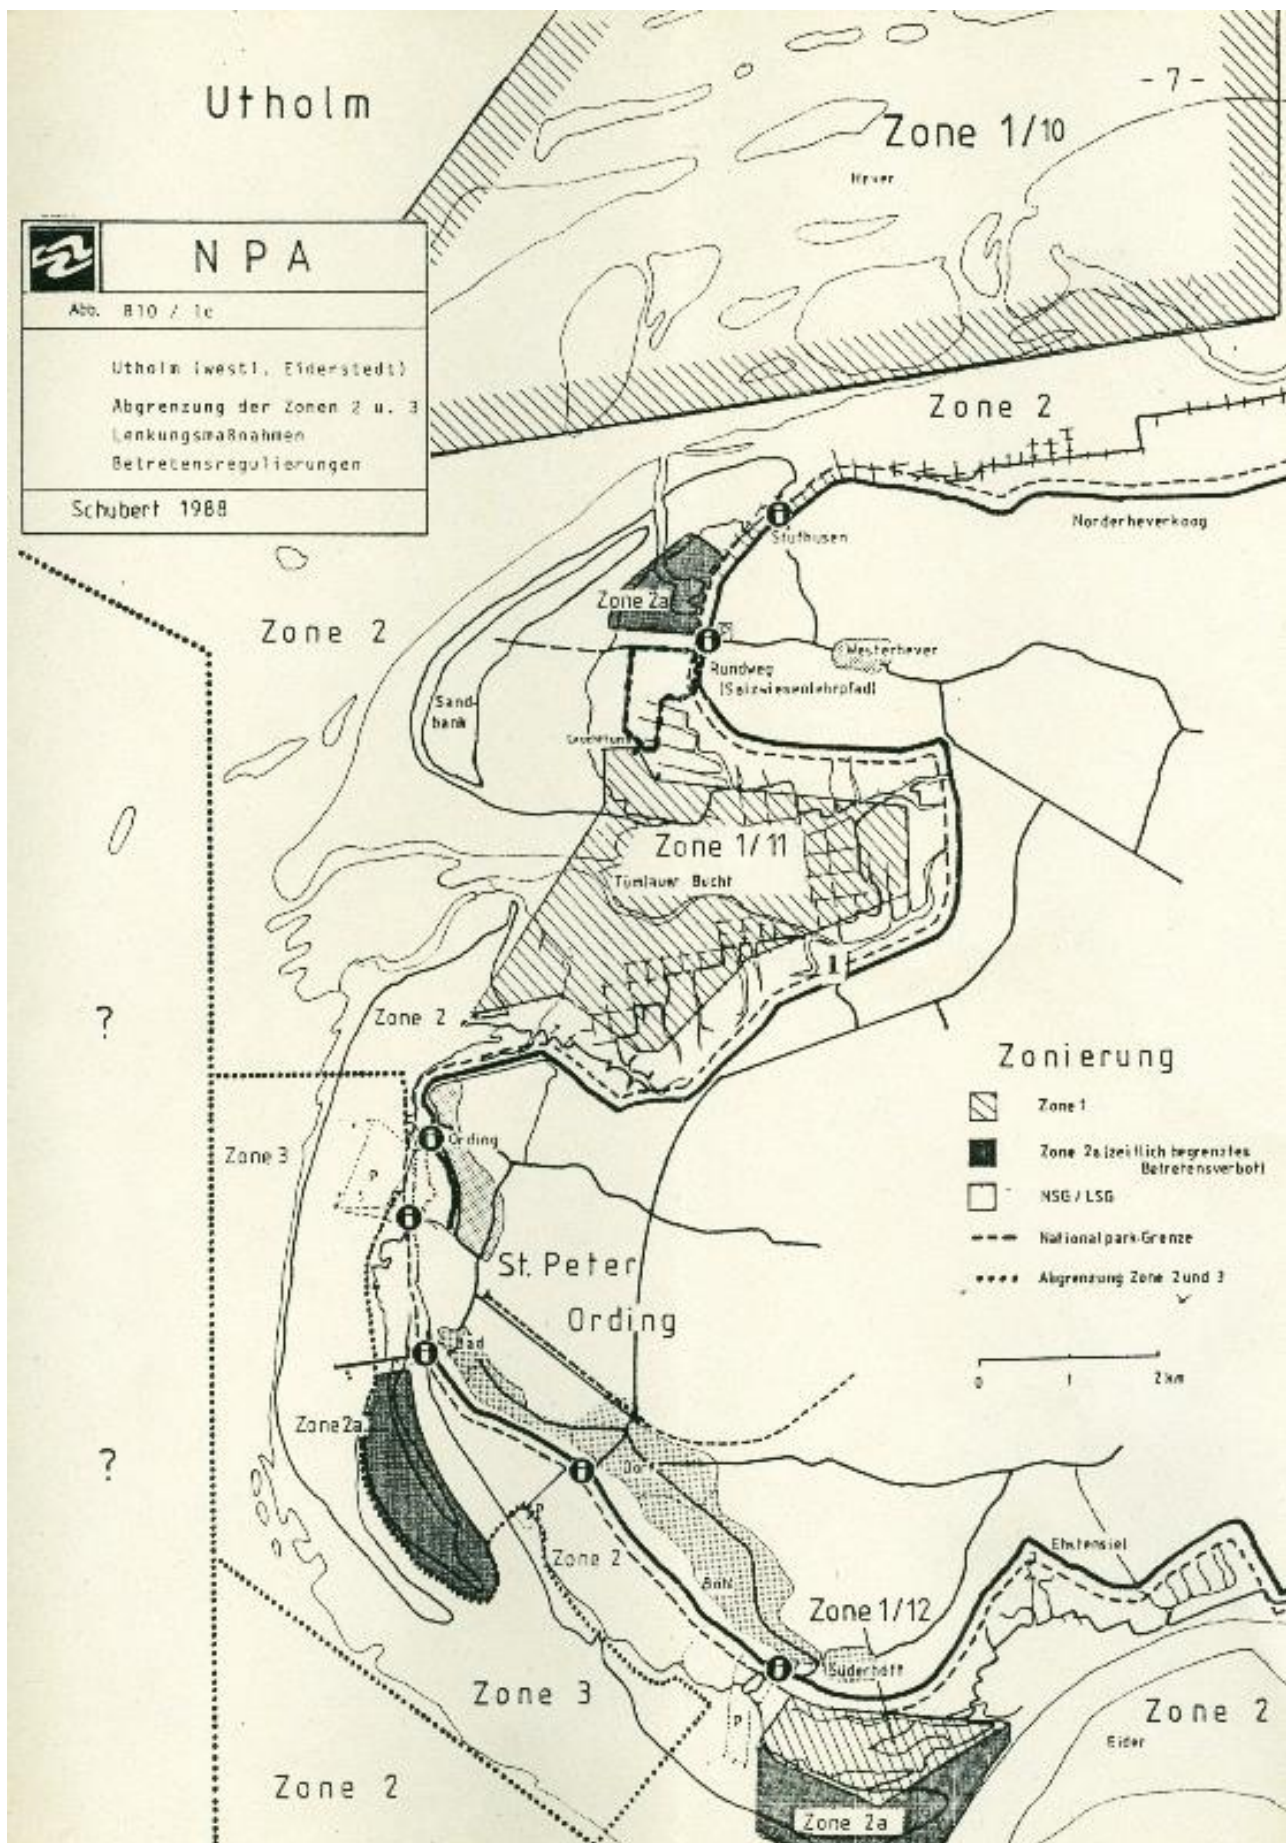 Utholm
- 7 -
Zone 1/10
Hever
NPA
Abb. B10 / 1c
Utholm (westl. Eiderstedt)
Abgrenzung der Zonen 2 u. 3
Lenkungsmaßnahmen
Betretensregulierungen
Schubert 1988
Zone 2
Norderheverkoog
i
Stufhusen
Zone 2a
Zone 2
i
Westerhever
Rundweg
(Salzwiesenlehrpfad)
Sand-
bank
Leuchtturm
Zone 1/11
Tümlauer Bucht
1
Zone 2
?
Zonierung
Zone 1
Zone 2a (zeitlich begrenztes
Betretensverbot)
NSG / LSG
Nationalpark-Grenze
Abgrenzung Zone 2 und 3
0 1 2 km
i
Ording
Zone 3
P
i
St. Peter
Ording
i
Bad
Zone 2a
?
i
Dorf
P
Zone 2
Böhl
Ehstensiel
Zone 1/12
i
Süderhöft
Zone 3
P
Zone 2
Eider
Zone 2
Zone 2a